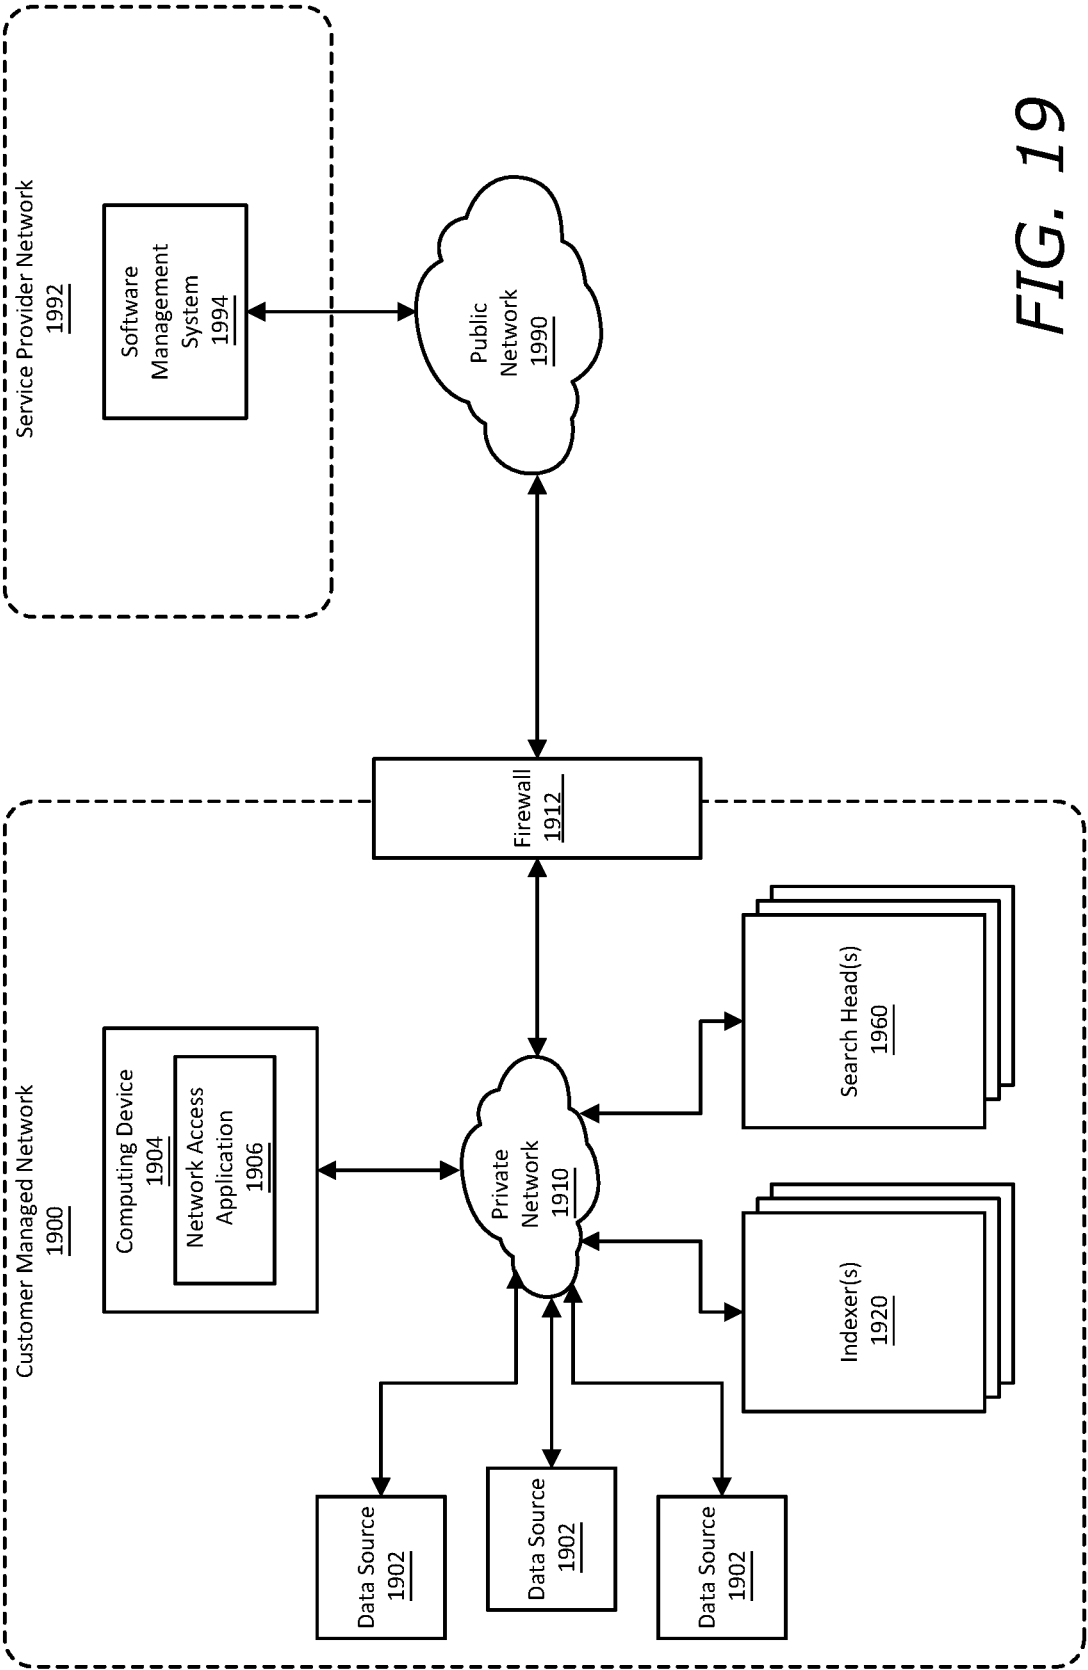 Customer Managed Network
1900
Computing Device
1904
Network Access
Application
1906
Data Source
1902
Data Source
1902
Data Source
1902
Private
Network
1910
Indexer(s)
1920
Search Head(s)
1960
Firewall
1912
Service Provider Network
1992
Software
Management
System
1994
Public
Network
1990
FIG. 19